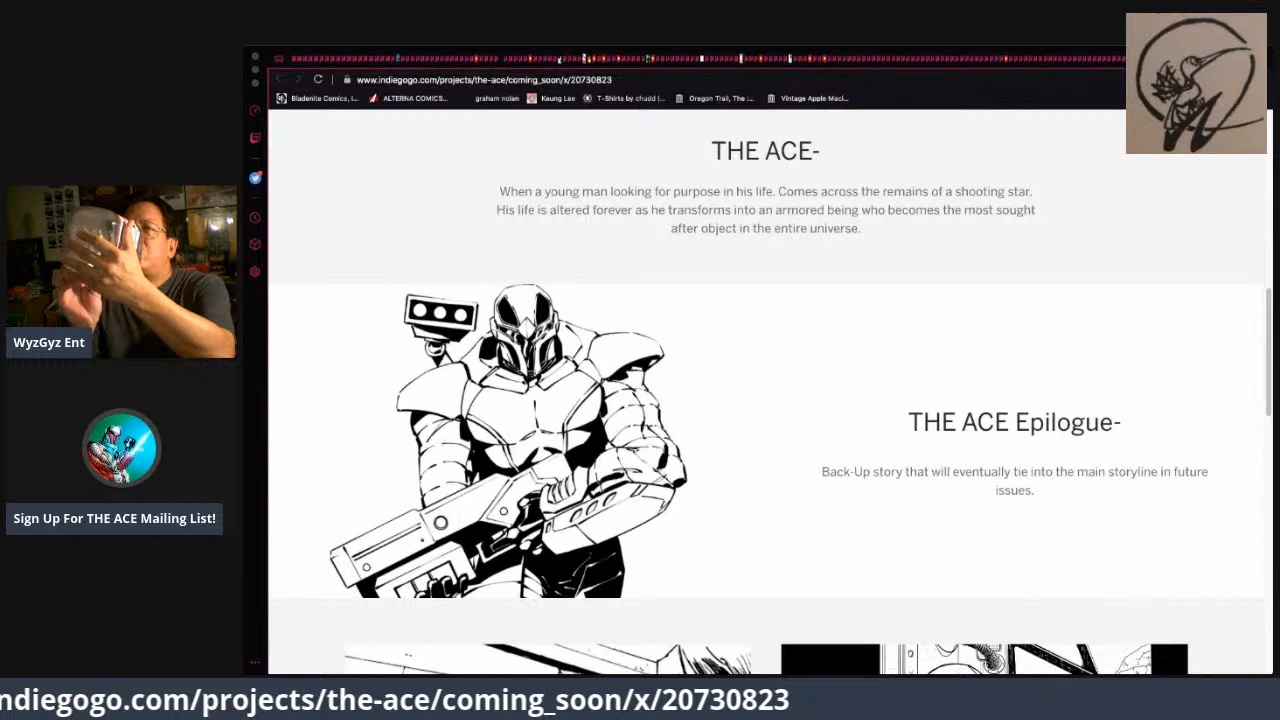 www.indiegogo.com/projects/the-ace/coming_soon/x/20730823
Bladenite Comics, I... ALTERNA COMICS... graham nolan Kaung Lee T-Shirts by chudd |... Oregon Trail, The :... Vintage Apple Maci...
THE ACE-
When a young man looking for purpose in his life. Comes across the remains of a shooting star.
His life is altered forever as he transforms into an armored being who becomes the most sought
after object in the entire universe.
WyzGyz Ent
THE ACE Epilogue-
Back-Up story that will eventually tie into the main storyline in future
issues.
Sign Up For THE ACE Mailing List!
indiegogo.com/projects/the-ace/coming_soon/x/20730823